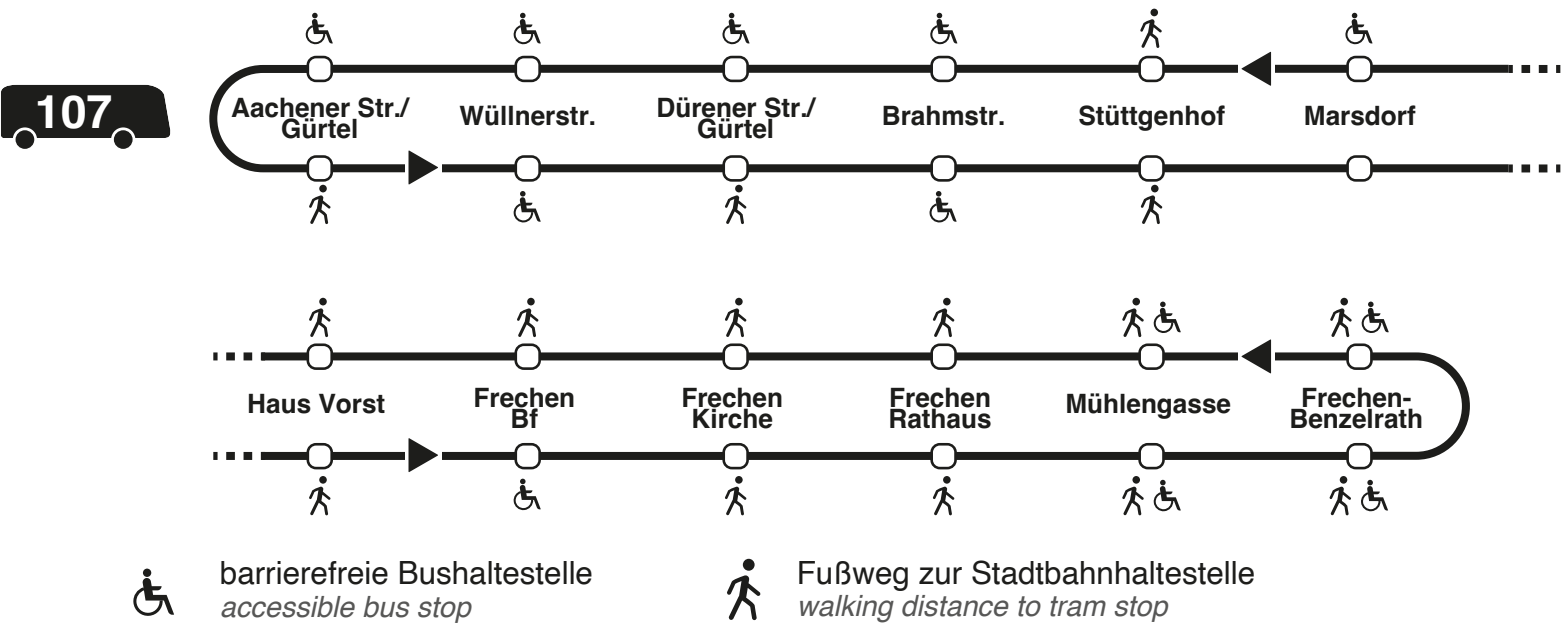 107
Aachener Str./
Gürtel
Wüllnerstr.
Dürener Str./
Gürtel
Brahmstr.
Stüttgenhof
Marsdorf
Haus Vorst
Frechen
Bf
Frechen
Kirche
Frechen
Rathaus
Mühlengasse
Frechen-
Benzelrath
barrierefreie Bushaltestelle
accessible bus stop
Fußweg zur Stadtbahnhaltestelle
walking distance to tram stop